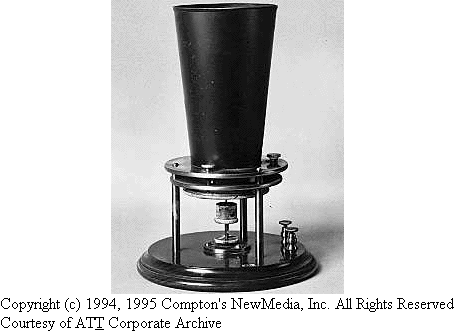 Copyright (c) 1994, 1995 Compton's NewMedia, Inc. All Rights Reserved
Courtesy of ATT Corporate Archive